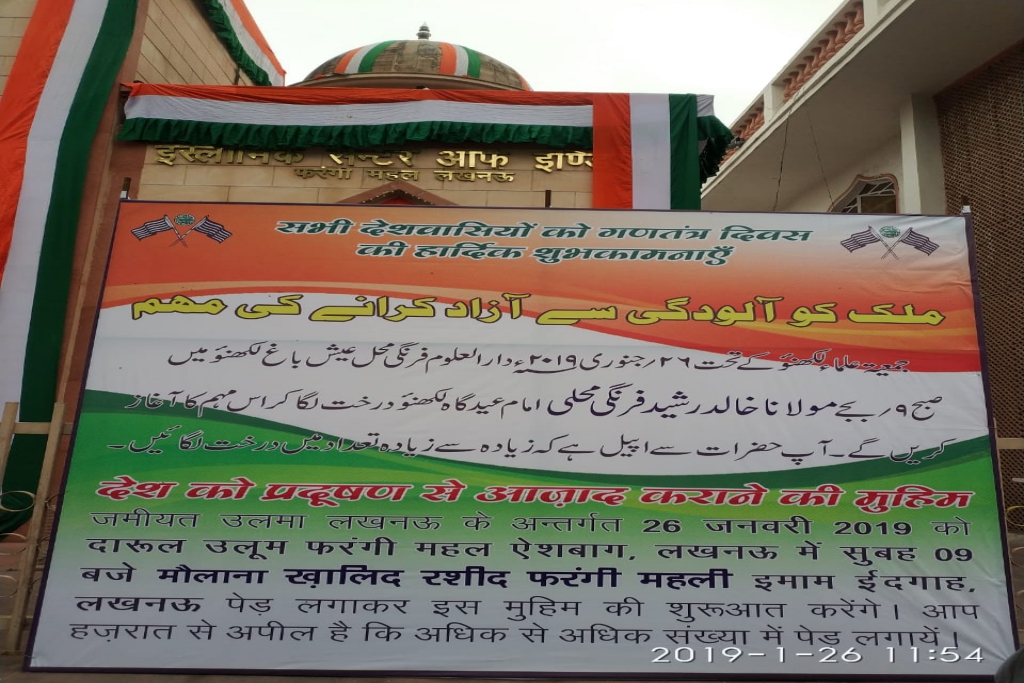 इस्लामिक सेन्टर आफ
फरंगी महल लखनऊ
सभी देशवासियों को गणतंत्र दिवस
की हार्दिक शुभकामनाएँ
ملک کو آلودگی سے آزاد کرانے کی مہم
جمعیت علماء لکھنؤ کے تحت ۲۶؍جنوری ۲۰۱۹ء دارالعلوم فرنگی محل عیش باغ لکھنؤ میں
صبح ۹؍بجے مولانا خالد رشید فرنگی محلی امام عیدگاہ لکھنؤ درخت لگا کر اس مہم کا آغاز
کریں گے۔ آپ حضرات سے اپیل ہے کہ زیادہ سے زیادہ تعداد میں درخت لگائیں۔
देश को प्रदूषण से आज़ाद कराने की मुहिम
जमीयत उलमा लखनऊ के अन्तर्गत 26 जनवरी 2019 को
दारूल उलूम फरंगी महल ऐशबाग, लखनऊ में सुबह 09
बजे मौलाना ख़ालिद रशीद फरंगी महली इमाम ईदगाह,
लखनऊ पेड़ लगाकर इस मुहिम की शुरूआत करेंगे। आप
हज़रात से अपील है कि अधिक से अधिक संख्या में पेड़ लगायें।
2019-1-26 11:54